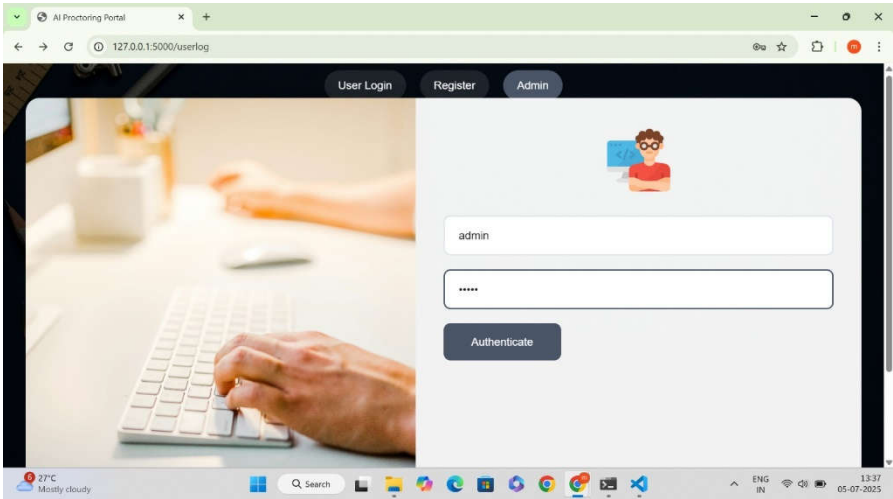 AI Proctoring Portal
127.0.0.1:5000/userlog
m
User Login Register Admin
</>
admin
•••••
Authenticate
6
27°C
Mostly cloudy
Search
ENG
IN
13:37
05-07-2025